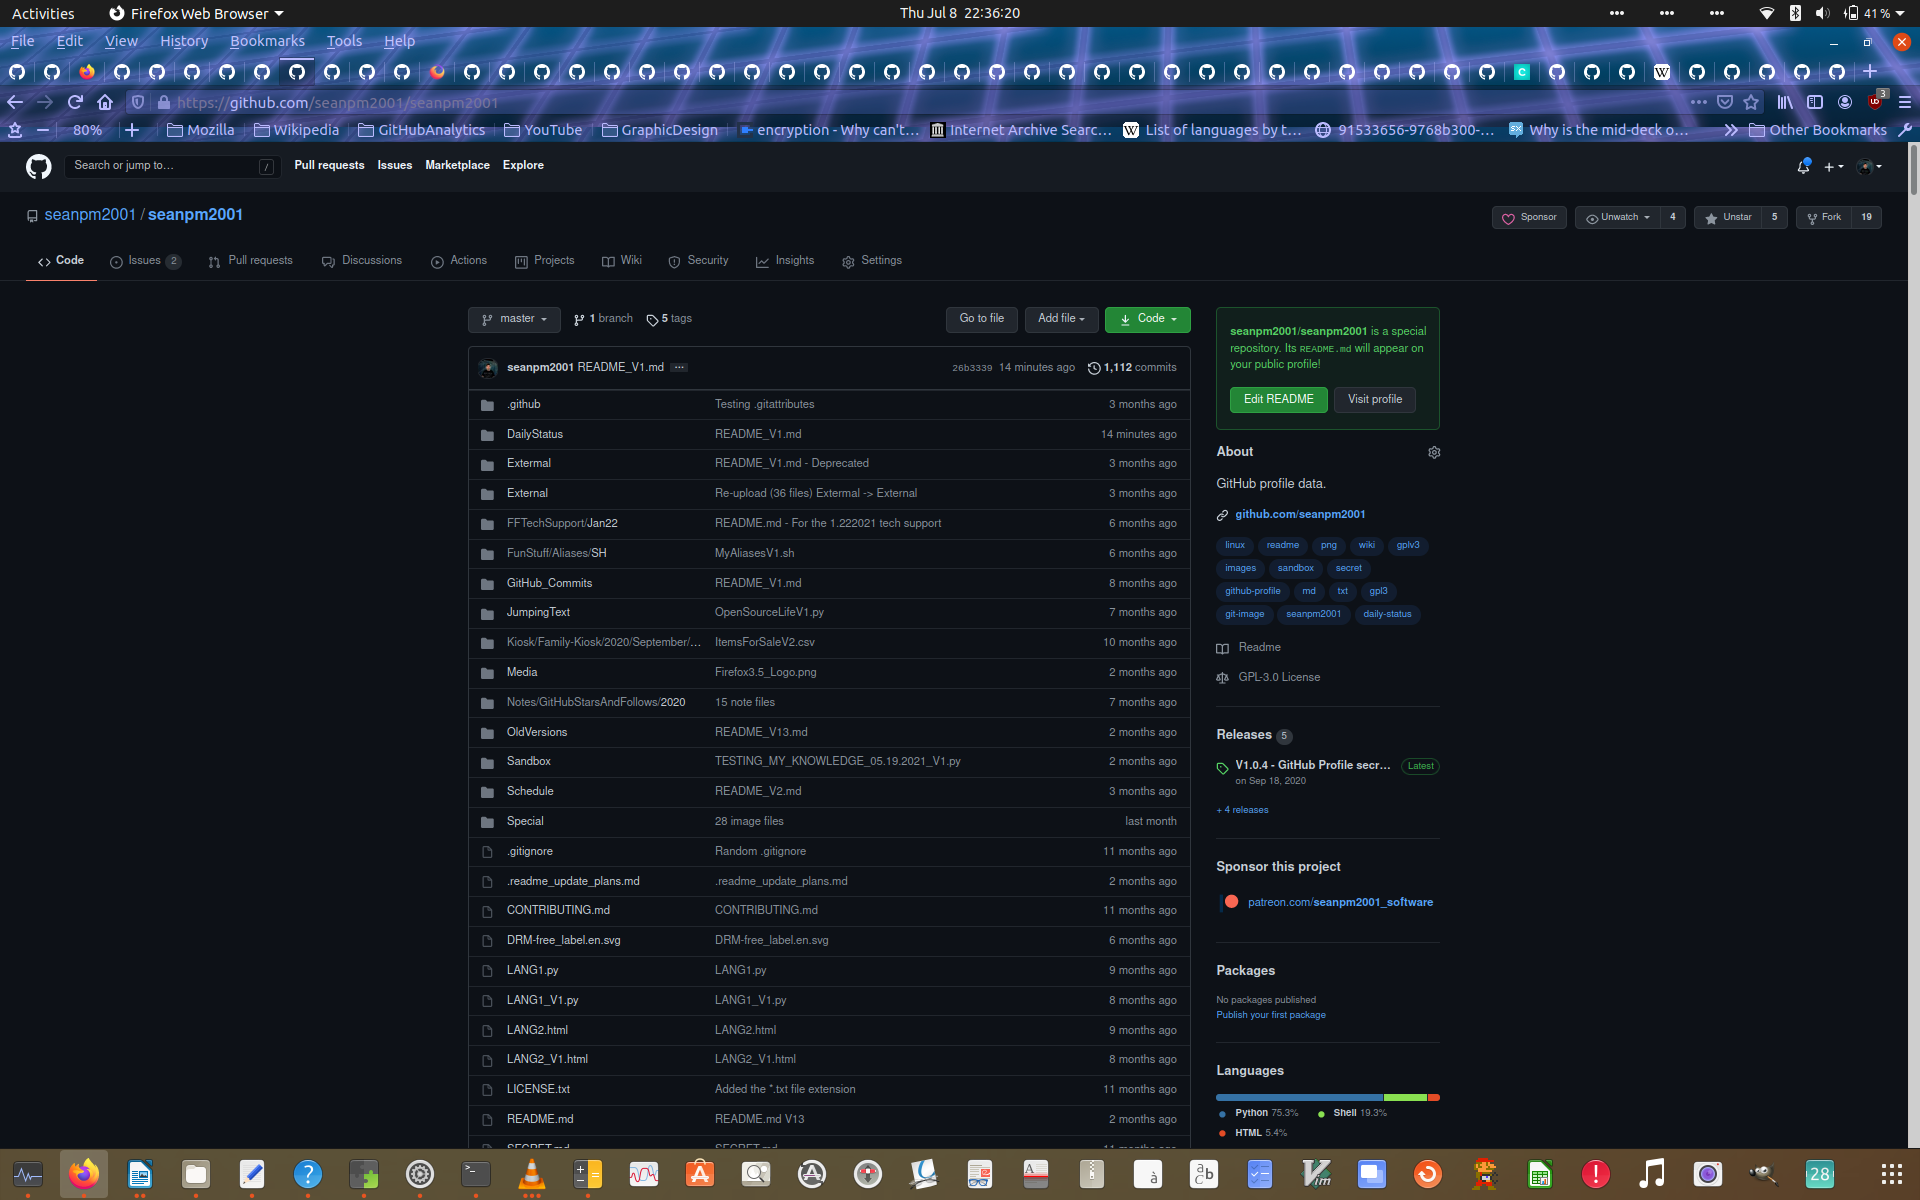 Activities
Firefox Web Browser
Thu Jul 8 22:36:20
41 %
File Edit View History Bookmarks Tools Help
https://github.com/seanpm2001/seanpm2001
3
80%
Mozilla
Wikipedia
GitHubAnalytics
YouTube
GraphicDesign
encryption - Why can't…
Internet Archive Searc…
List of languages by t…
91533656-9768b300-…
Why is the mid-deck o…
Other Bookmarks
Search or jump to…
/
Pull requests Issues Marketplace Explore
seanpm2001 / seanpm2001
Sponsor
Unwatch 4
Unstar 5
Fork 19
Code
Issues 2
Pull requests
Discussions
Actions
Projects
Wiki
Security
Insights
Settings
master
1 branch
5 tags
Go to file
Add file
Code
seanpm2001 README_V1.md
26b3339 14 minutes ago
1,112 commits
.github Testing .gitattributes 3 months ago
DailyStatus README_V1.md 14 minutes ago
Extermal README_V1.md - Deprecated 3 months ago
External Re-upload (36 files) Extermal -> External 3 months ago
FFTechSupport/Jan22 README.md - For the 1.222021 tech support 6 months ago
FunStuff/Aliases/SH MyAliasesV1.sh 6 months ago
GitHub_Commits README_V1.md 8 months ago
JumpingText OpenSourceLifeV1.py 7 months ago
Kiosk/Family-Kiosk/2020/September/… ItemsForSaleV2.csv 10 months ago
Media Firefox3.5_Logo.png 2 months ago
Notes/GitHubStarsAndFollows/2020 15 note files 7 months ago
OldVersions README_V13.md 2 months ago
Sandbox TESTING_MY_KNOWLEDGE_05.19.2021_V1.py 2 months ago
Schedule README_V2.md 3 months ago
Special 28 image files last month
.gitignore Random .gitignore 11 months ago
.readme_update_plans.md .readme_update_plans.md 2 months ago
CONTRIBUTING.md CONTRIBUTING.md 11 months ago
DRM-free_label.en.svg DRM-free_label.en.svg 6 months ago
LANG1.py LANG1.py 9 months ago
LANG1_V1.py LANG1_V1.py 8 months ago
LANG2.html LANG2.html 9 months ago
LANG2_V1.html LANG2_V1.html 8 months ago
LICENSE.txt Added the *.txt file extension 11 months ago
README.md README.md V13 2 months ago
SECRET.md SECRET.md 11 months ago
seanpm2001/seanpm2001 is a special
repository. Its README.md will appear on
your public profile!
Edit README
Visit profile
About
GitHub profile data.
github.com/seanpm2001
linux readme png wiki gplv3
images sandbox secret
github-profile md txt gpl3
git-image seanpm2001 daily-status
Readme
GPL-3.0 License
Releases 5
V1.0.4 - GitHub Profile secr… Latest
on Sep 18, 2020
+ 4 releases
Sponsor this project
patreon.com/seanpm2001_software
Packages
No packages published
Publish your first package
Languages
Python 75.3% Shell 19.3%
HTML 5.4%
28